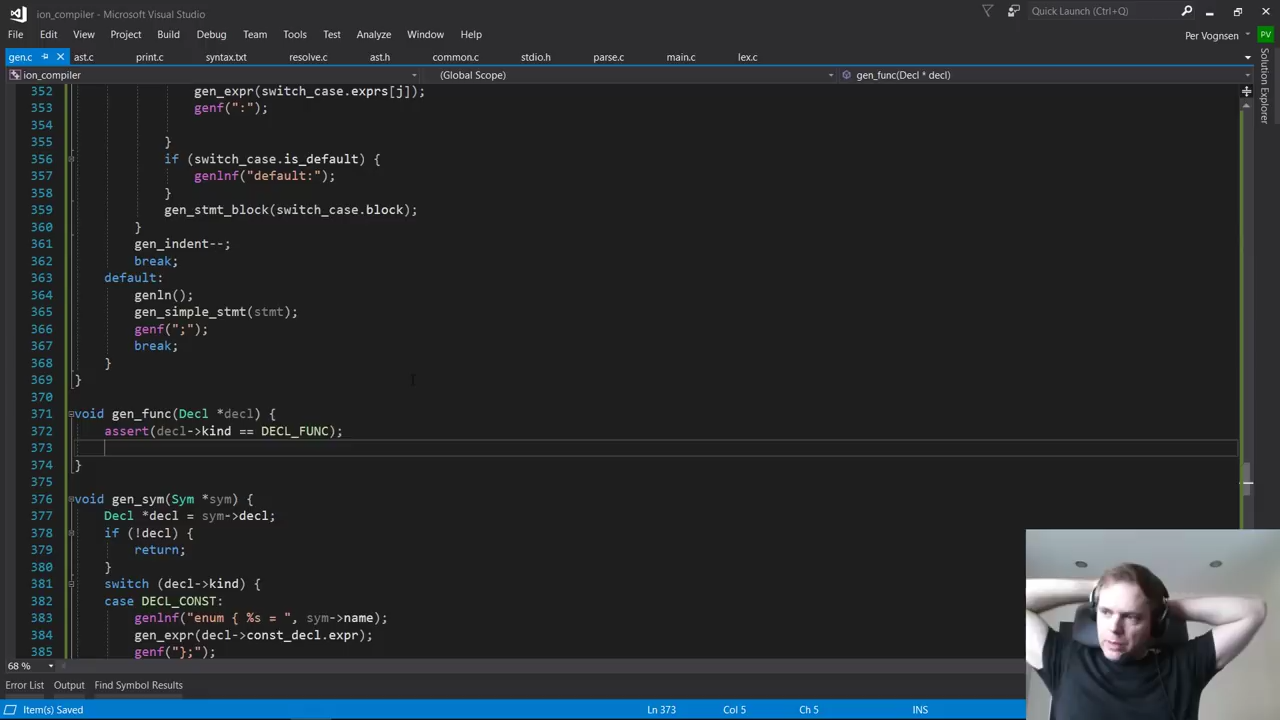 ion_compiler - Microsoft Visual Studio
Quick Launch (Ctrl+Q)
File Edit View Project Build Debug Team Tools Test Analyze Window Help
Per Vognsen PV
gen.c ast.c print.c syntax.txt resolve.c ast.h common.c stdio.h parse.c main.c lex.c
Solution Explorer
ion_compiler (Global Scope) gen_func(Decl * decl)
352 gen_expr(switch_case.exprs[j]);
353 genf(":");
354
355 }
356 if (switch_case.is_default) {
357 genlnf("default:");
358 }
359 gen_stmt_block(switch_case.block);
360 }
361 gen_indent--;
362 break;
363 default:
364 genln();
365 gen_simple_stmt(stmt);
366 genf(";");
367 break;
368 }
369 }
370
371 void gen_func(Decl *decl) {
372 assert(decl->kind == DECL_FUNC);
373
374 }
375
376 void gen_sym(Sym *sym) {
377 Decl *decl = sym->decl;
378 if (!decl) {
379 return;
380 }
381 switch (decl->kind) {
382 case DECL_CONST:
383 genlnf("enum { %s = ", sym->name);
384 gen_expr(decl->const_decl.expr);
385 genf("};");
68 %
Error List Output Find Symbol Results
Item(s) Saved Ln 373 Col 5 Ch 5 INS